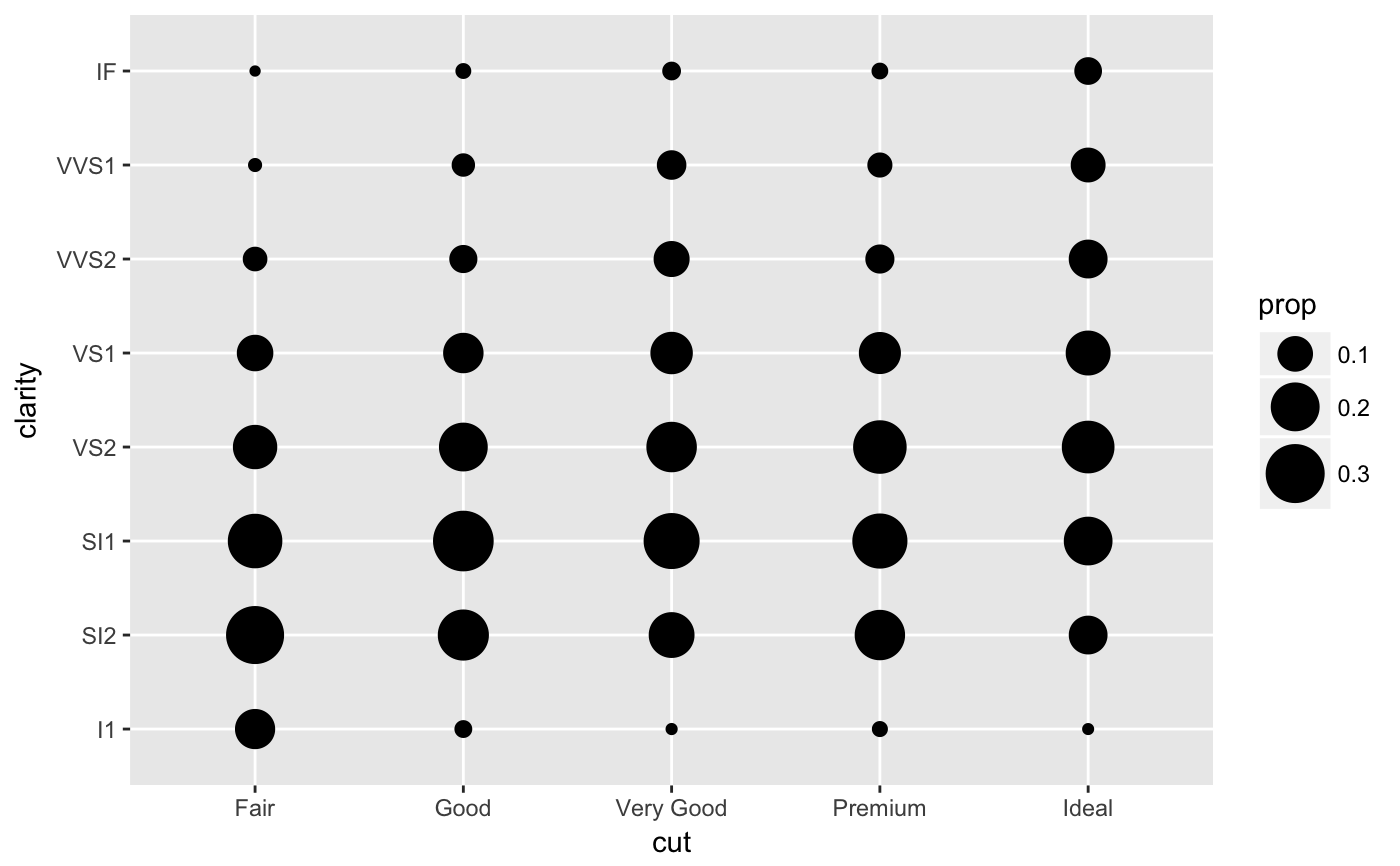 IF
VVS1
VVS2
VS1
VS2
SI1
SI2
I1
clarity
Fair Good Very Good Premium Ideal
cut
prop
0.1
0.2
0.3